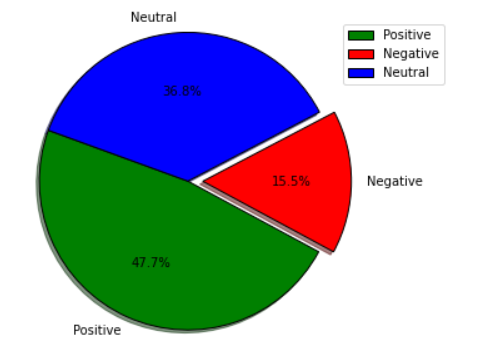 Neutral
Positive
Negative
Neutral
36.8%
15.5%
Negative
47.7%
Positive